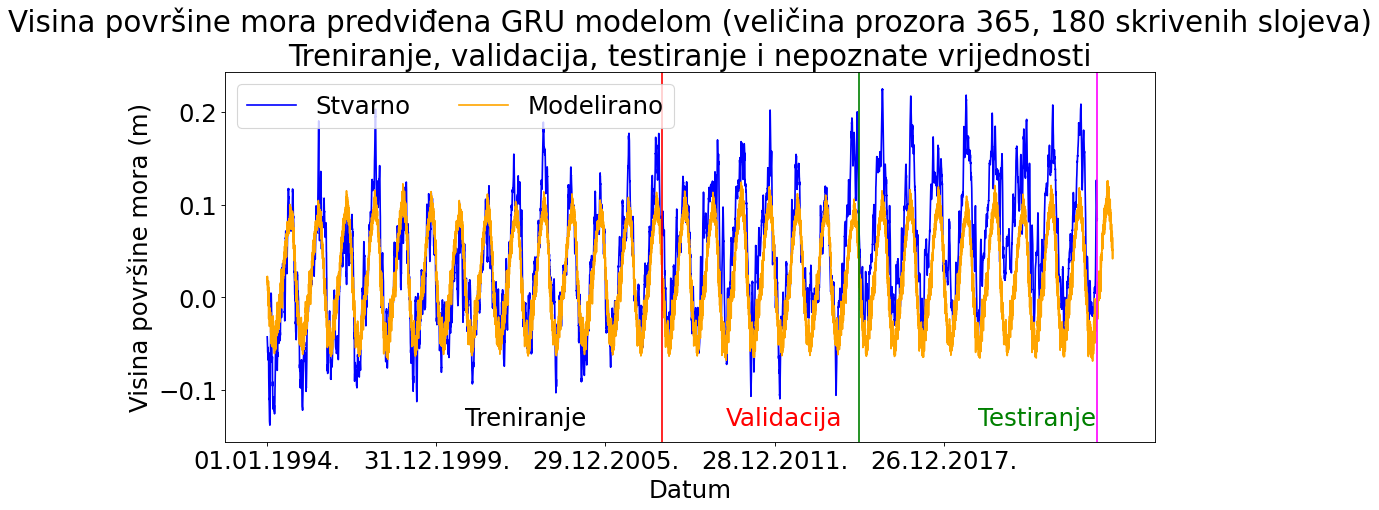 Visina površine mora predviđena GRU modelom (veličina prozora 365, 180 skrivenih slojeva)
Treniranje, validacija, testiranje i nepoznate vrijednosti
Stvarno Modelirano
Visina površine mora (m)
0.2
0.1
0.0
−0.1
Treniranje Validacija Testiranje
01.01.1994. 31.12.1999. 29.12.2005. 28.12.2011. 26.12.2017.
Datum